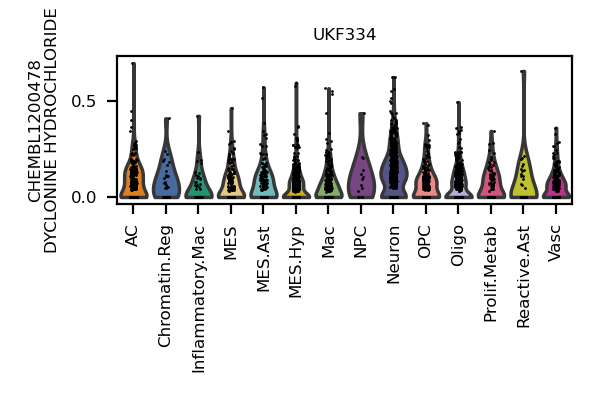 UKF334
CHEMBL1200478
DYCLONINE HYDROCHLORIDE
0.5
0.0
AC
Chromatin.Reg
Inflammatory.Mac
MES
MES.Ast
MES.Hyp
Mac
NPC
Neuron
OPC
Oligo
Prolif.Metab
Reactive.Ast
Vasc